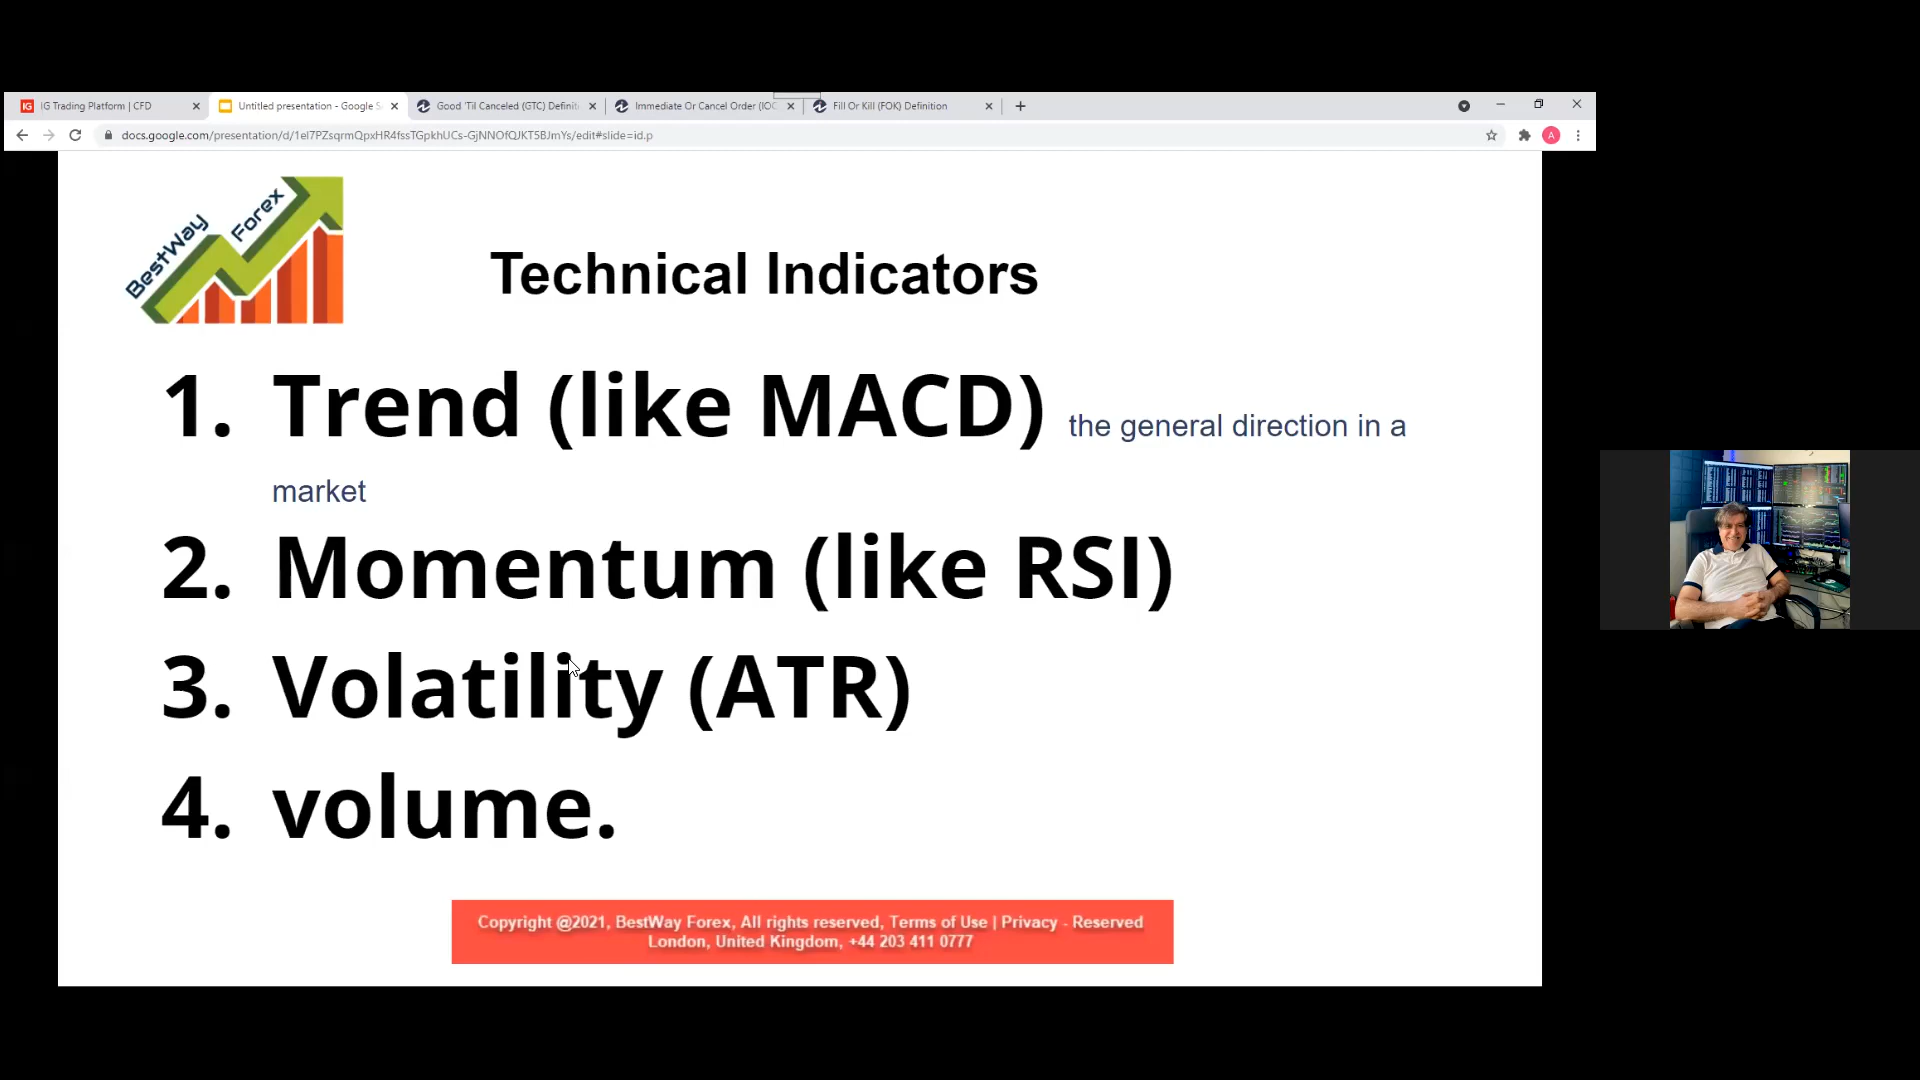 IG Trading Platform | CFD
Untitled presentation - Google S
Good 'Til Canceled (GTC) Definit
Immediate Or Cancel Order (IOC
Fill Or Kill (FOK) Definition
docs.google.com/presentation/d/1el7PZsqrmQpxHR4fssTGpkhUCs-GjNNOfQJKT5BJmYs/edit#slide=id.p
A
BestWay Forex
Technical Indicators
1. Trend (like MACD) the general direction in a
market
2. Momentum (like RSI)
3. Volatility (ATR)
4. volume.
Copyright @2021, BestWay Forex, All rights reserved, Terms of Use | Privacy - Reserved
London, United Kingdom, +44 203 411 0777